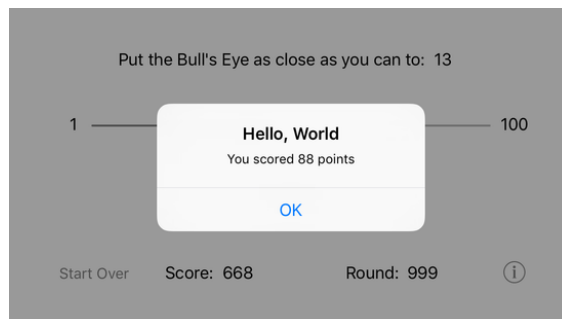 Put the Bull's Eye as close as you can to: 13
1 100
Hello, World
You scored 88 points
OK
Start Over Score: 668 Round: 999